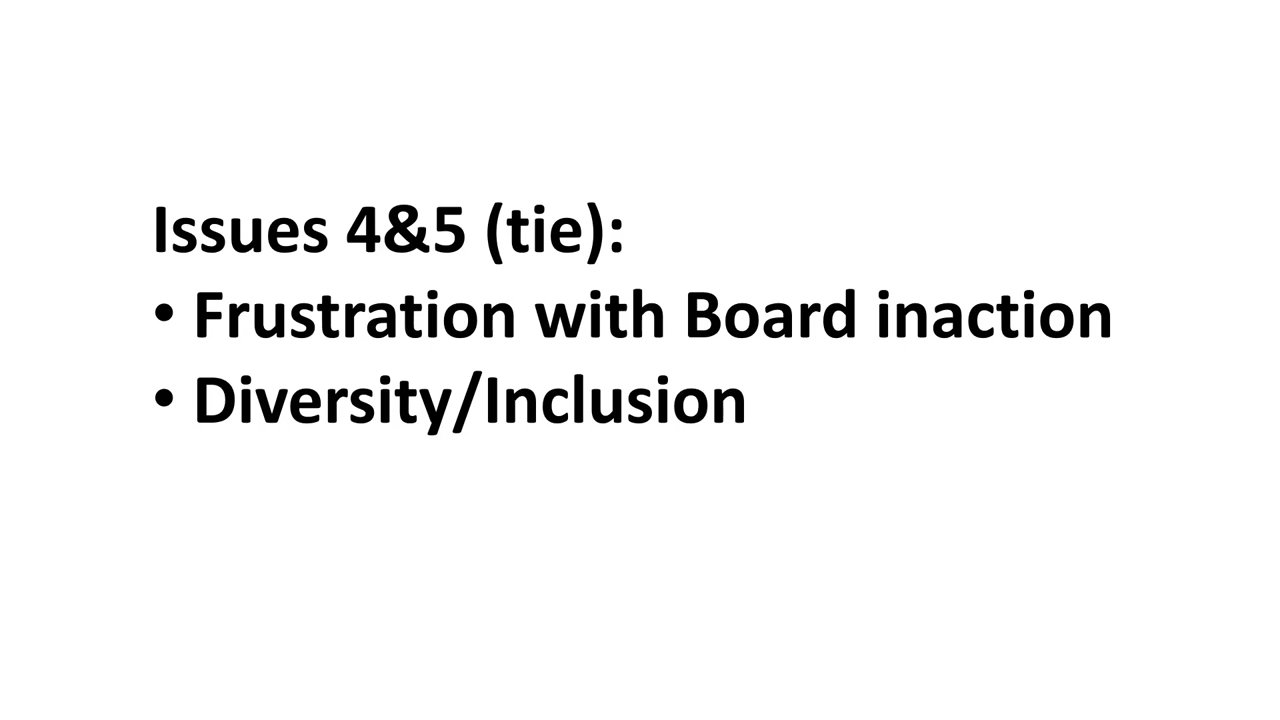 Issues 4&5 (tie):
• Frustration with Board inaction
• Diversity/Inclusion